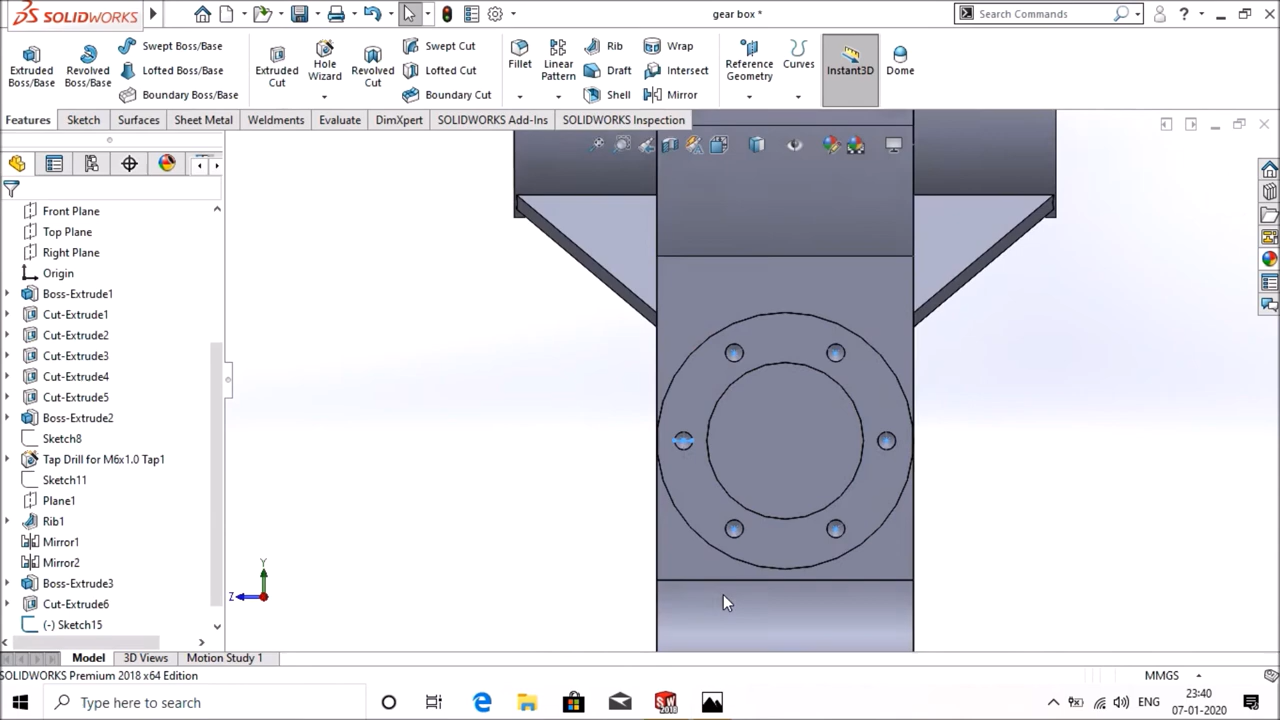 SOLIDWORKS
gear box *
Search Commands
?
Extruded Boss/Base
Revolved Boss/Base
Swept Boss/Base
Lofted Boss/Base
Boundary Boss/Base
Extruded Cut
Hole Wizard
Revolved Cut
Swept Cut
Lofted Cut
Boundary Cut
Fillet
Linear Pattern
Rib
Draft
Shell
Wrap
Intersect
Mirror
Reference Geometry
Curves
Instant3D
Dome
Features
Sketch
Surfaces
Sheet Metal
Weldments
Evaluate
DimXpert
SOLIDWORKS Add-Ins
SOLIDWORKS Inspection
Front Plane
Top Plane
Right Plane
Origin
Boss-Extrude1
Cut-Extrude1
Cut-Extrude2
Cut-Extrude3
Cut-Extrude4
Cut-Extrude5
Boss-Extrude2
Sketch8
Tap Drill for M6x1.0 Tap1
Sketch11
Plane1
Rib1
Mirror1
Mirror2
Boss-Extrude3
Cut-Extrude6
(-) Sketch15
Y
Z
Model
3D Views
Motion Study 1
SOLIDWORKS Premium 2018 x64 Edition
MMGS
Type here to search
SW
2018
ENG
23:40
07-01-2020